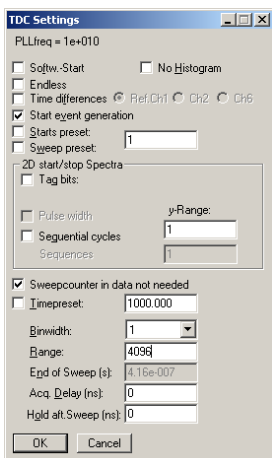 TDC Settings
PLLfreq = 1e+010
Softw.-Start No Histogram
Endless
Time differences Ref.Ch1 Ch2 Ch6
Start event generation
Starts preset:
Sweep preset: 1
2D start/stop Spectra
Tag bits:
Pulse width y-Range:
Sequential cycles 1
Sequences 1
Sweepcounter in data not needed
Timepreset: 1000.000
Binwidth: 1
Range: 4096
End of Sweep (s): 4.16e-007
Acq. Delay (ns): 0
Hold aft.Sweep (ns): 0
OK Cancel